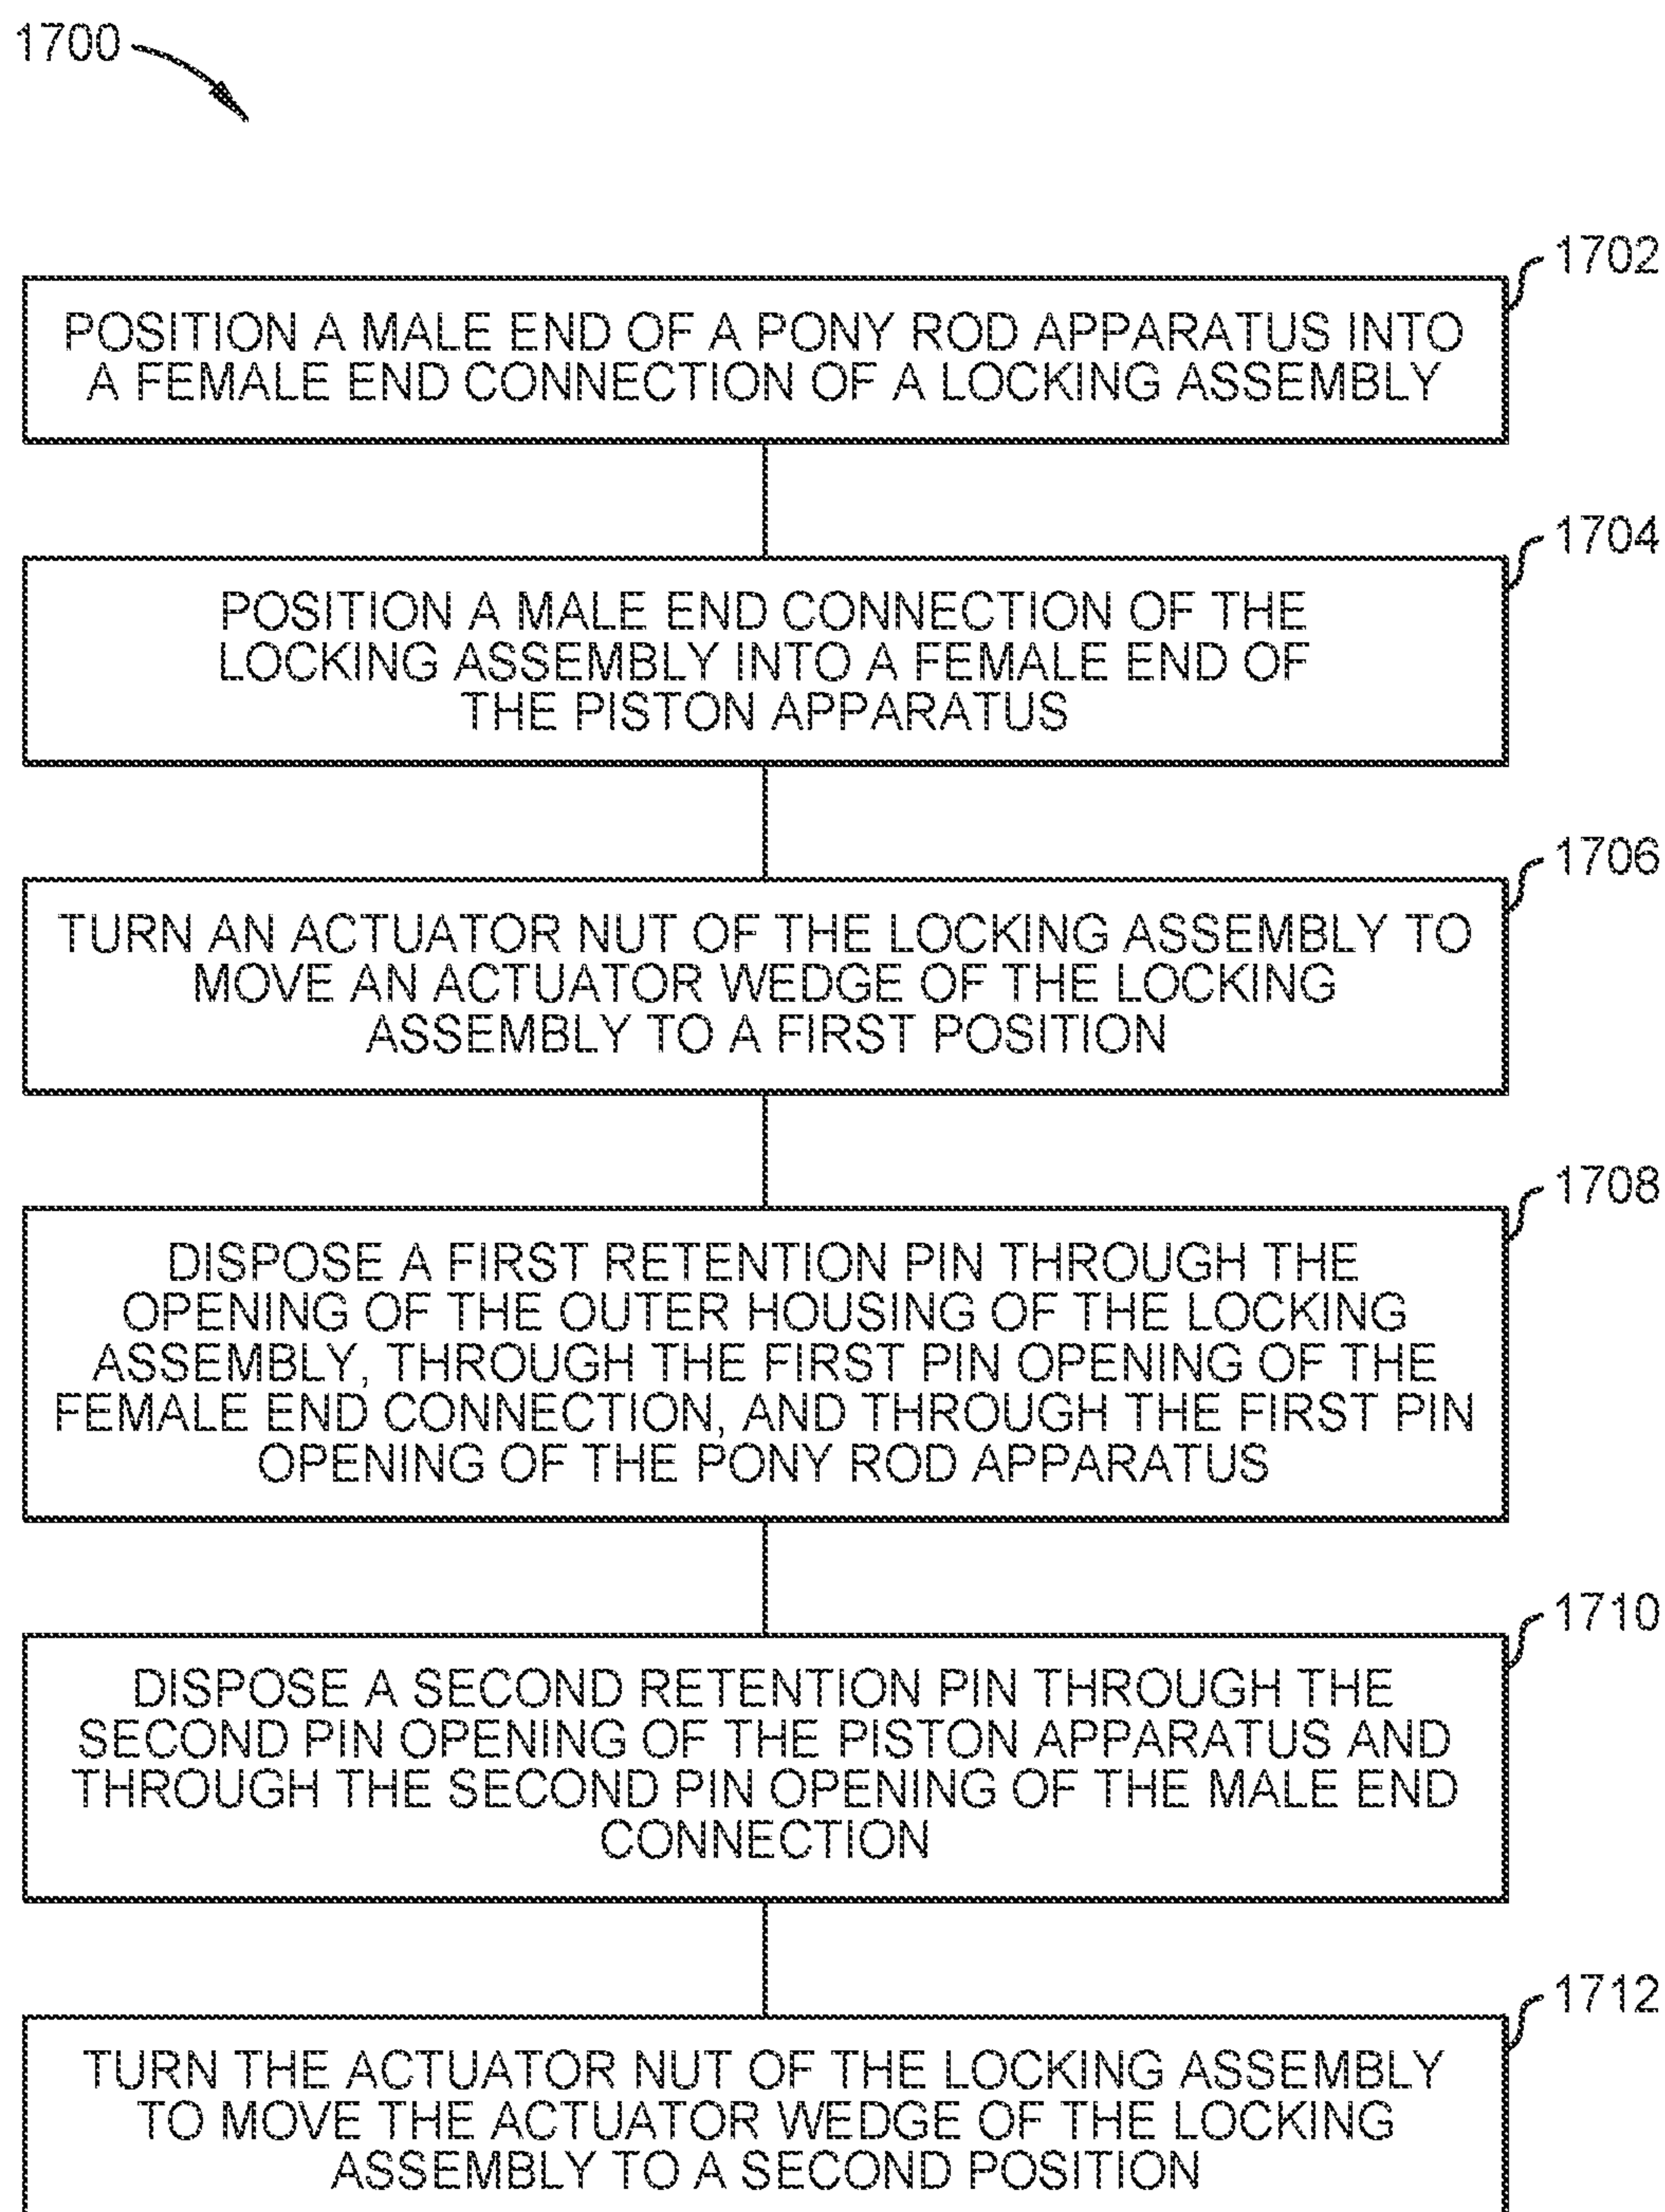 1700
1702
POSITION A MALE END OF A PONY ROD APPARATUS INTO
A FEMALE END CONNECTION OF A LOCKING ASSEMBLY
1704
POSITION A MALE END CONNECTION OF THE
LOCKING ASSEMBLY INTO A FEMALE END OF
THE PISTON APPARATUS
1706
TURN AN ACTUATOR NUT OF THE LOCKING ASSEMBLY TO
MOVE AN ACTUATOR WEDGE OF THE LOCKING
ASSEMBLY TO A FIRST POSITION
1708
DISPOSE A FIRST RETENTION PIN THROUGH THE
OPENING OF THE OUTER HOUSING OF THE LOCKING
ASSEMBLY, THROUGH THE FIRST PIN OPENING OF THE
FEMALE END CONNECTION, AND THROUGH THE FIRST PIN
OPENING OF THE PONY ROD APPARATUS
1710
DISPOSE A SECOND RETENTION PIN THROUGH THE
SECOND PIN OPENING OF THE PISTON APPARATUS AND
THROUGH THE SECOND PIN OPENING OF THE MALE END
CONNECTION
1712
TURN THE ACTUATOR NUT OF THE LOCKING ASSEMBLY
TO MOVE THE ACTUATOR WEDGE OF THE LOCKING
ASSEMBLY TO A SECOND POSITION